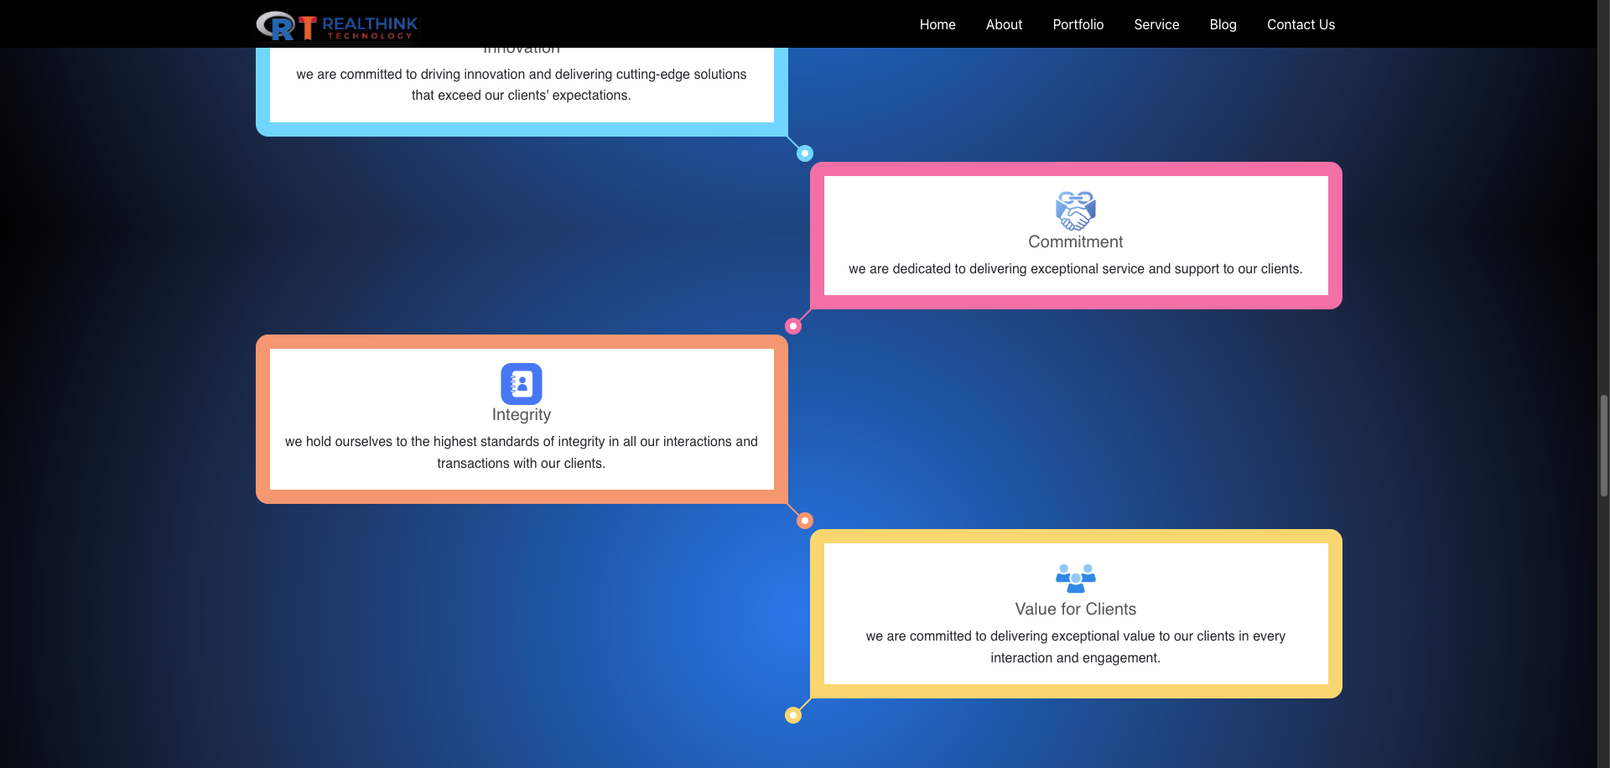 REALTHINK
TECHNOLOGY
Home
About
Portfolio
Service
Blog
Contact Us
Innovation
we are committed to driving innovation and delivering cutting-edge solutions
that exceed our clients' expectations.
Commitment
we are dedicated to delivering exceptional service and support to our clients.
Integrity
we hold ourselves to the highest standards of integrity in all our interactions and
transactions with our clients.
Value for Clients
we are committed to delivering exceptional value to our clients in every
interaction and engagement.